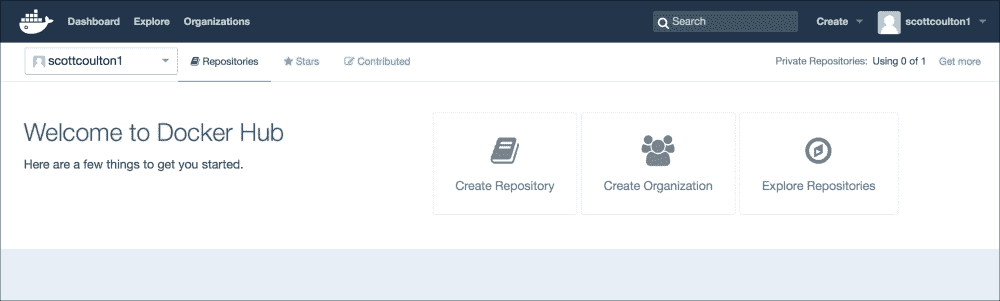 Dashboard Explore Organizations Search Create scottcoulton1
scottcoulton1 Repositories Stars Contributed Private Repositories: Using 0 of 1 Get more
Welcome to Docker Hub
Here are a few things to get you started.
Create Repository Create Organization Explore Repositories